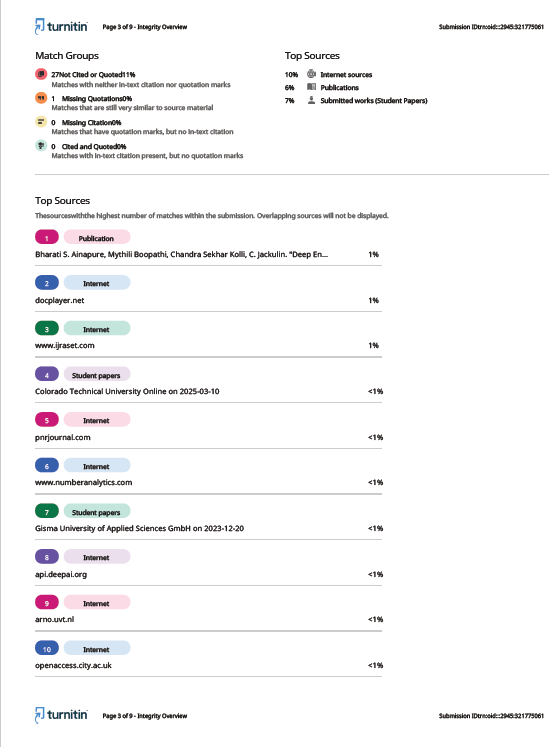 turnitin Page 3 of 9 - Integrity Overview Submission IDtrn:oid:::2945:321775061
Match Groups
27Not Cited or Quoted11%
Matches with neither in-text citation nor quotation marks
1 Missing Quotations0%
Matches that are still very similar to source material
0 Missing Citation0%
Matches that have quotation marks, but no in-text citation
0 Cited and Quoted0%
Matches with in-text citation present, but no quotation marks
Top Sources
10% Internet sources
6% Publications
7% Submitted works (Student Papers)
Top Sources
Thesourceswiththe highest number of matches within the submission. Overlapping sources will not be displayed.
1 Publication
Bharati S. Ainapure, Mythili Boopathi, Chandra Sekhar Kolli, C. Jackulin. "Deep En... 1%
2 Internet
docplayer.net 1%
3 Internet
www.ijraset.com 1%
4 Student papers
Colorado Technical University Online on 2025-03-10 <1%
5 Internet
pnrjournal.com <1%
6 Internet
www.numberanalytics.com <1%
7 Student papers
Gisma University of Applied Sciences GmbH on 2023-12-20 <1%
8 Internet
api.deepai.org <1%
9 Internet
arno.uvt.nl <1%
10 Internet
openaccess.city.ac.uk <1%
turnitin Page 3 of 9 - Integrity Overview Submission IDtrn:oid:::2945:321775061